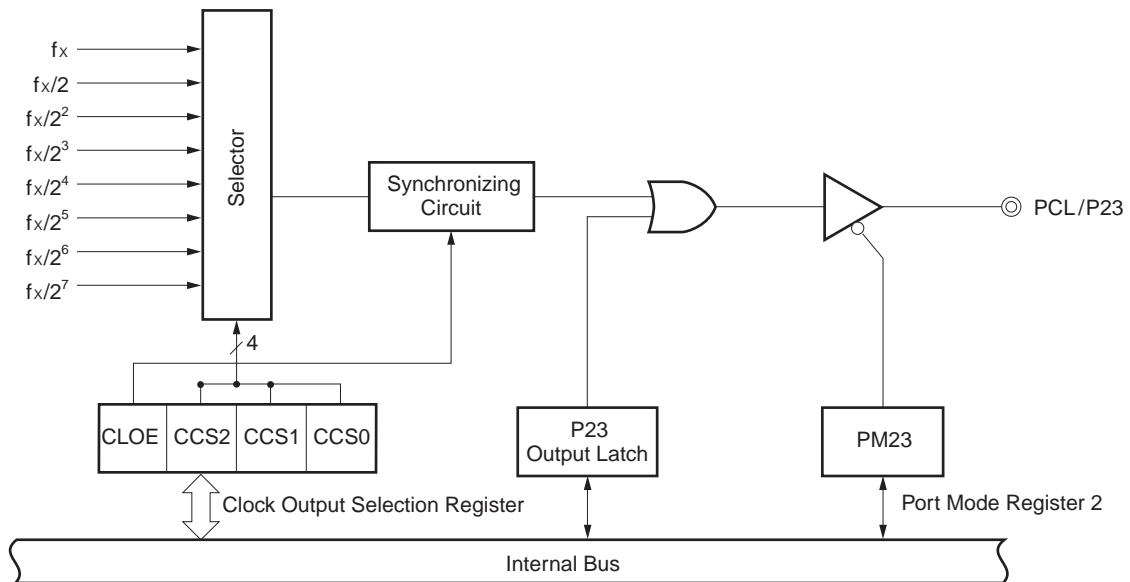 fX
fX/2
fX/2²
fX/2³
fX/2⁴
fX/2⁵
fX/2⁶
fX/2⁷
Selector
Synchronizing
Circuit
PCL/P23
4
CLOE CCS2 CCS1 CCS0
P23
Output Latch
PM23
Clock Output Selection Register
Port Mode Register 2
Internal Bus